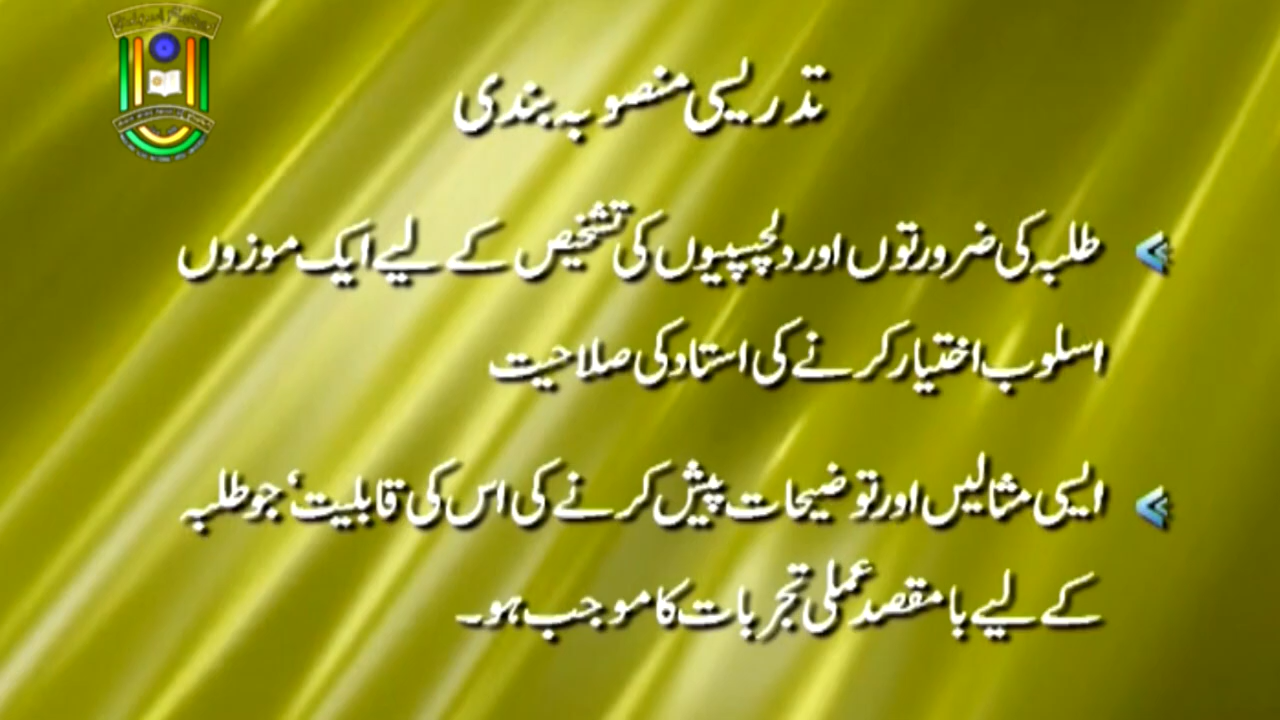 تدریسی منصوبہ بندی
طلبہ کی ضرورتوں اور دلچسپیوں کی تشخیص کے لیے ایک موزوں
اسلوب اختیار کرنے کی استاد کی صلاحیت
ایسی مثالیں اور توضیحات پیش کرنے کی اس کی قابلیت‘ جو طلبہ
کے لیے بامقصد عملی تجربات کا موجب ہو۔